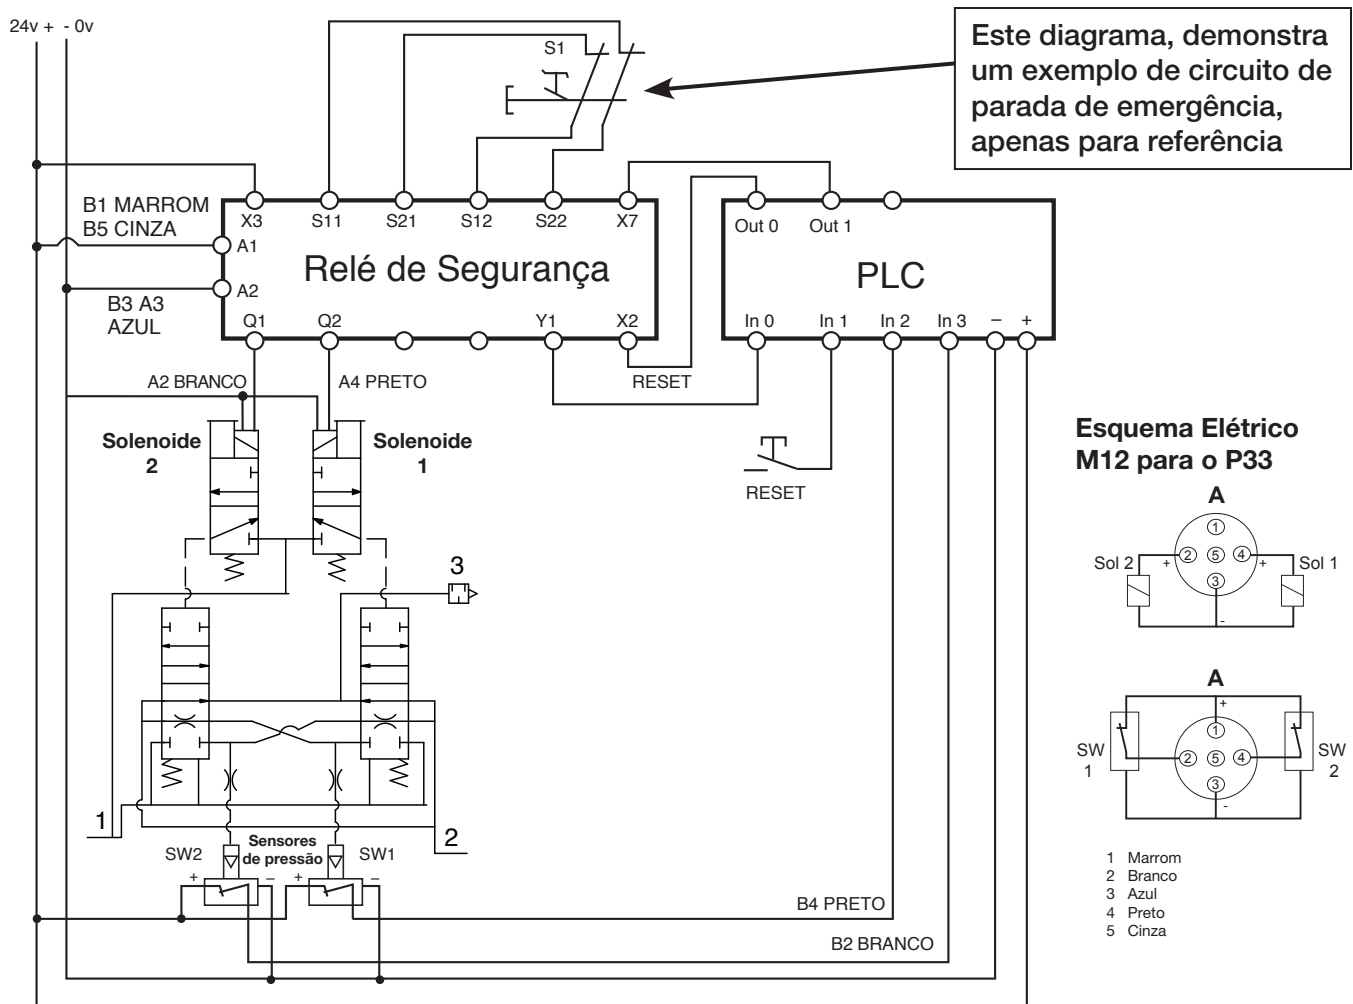 24v + - 0v
S1
Este diagrama, demonstra
um exemplo de circuito de
parada de emergência,
apenas para referência
B1 MARROM
B5 CINZA
X3
S11
S21
S12
S22
X7
Out 0
Out 1
A1
Relé de Segurança
PLC
A2
B3 A3
AZUL
Q1
Q2
Y1
X2
In 0
In 1
In 2
In 3
–
+
A2 BRANCO
A4 PRETO
RESET
Solenoide
2
Solenoide
1
RESET
3
1
2
Sensores
de pressão
SW2
SW1
+
–
+
–
B4 PRETO
B2 BRANCO
Esquema Elétrico
M12 para o P33
A
1
2
5
4
3
Sol 2
+
+
Sol 1
-
A
+
1
2
5
4
3
SW
1
SW
2
-
1 Marrom
2 Branco
3 Azul
4 Preto
5 Cinza